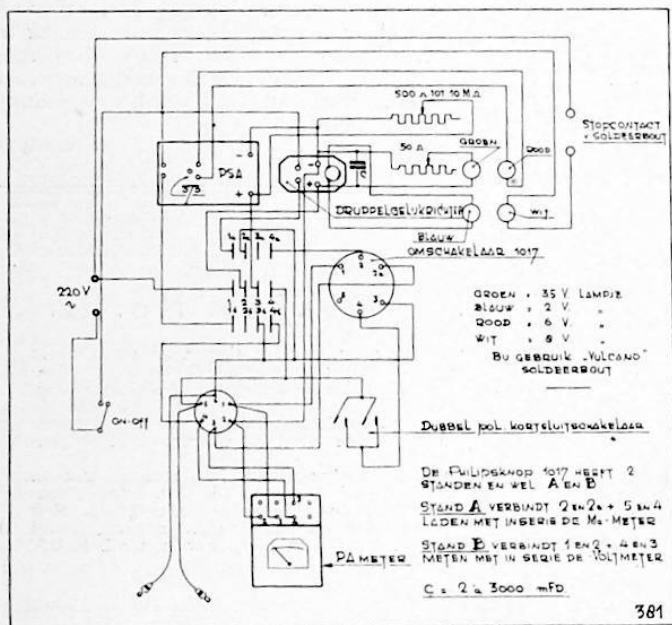 500 Ω TOT 10 M Ω
STOPCONTACT
+ SOLDEERBOUT
50 Ω
GROEN
ROOD
PSA
373
C
DRUPPELGELIJKRICHTER
WIT
BLAUW
OMSCHAKELAAR 1017
220 V
~
GROEN = 35 V. LAMPJE
BLAUW = 2 V. "
ROOD = 6 V. "
WIT = 8 V. "
BIJ GEBRUIK "VULCANO"
SOLDEERBOUT
ON-OFF
DUBBEL POL. KORTSLUITSCHAKELAAR
DE PHILIPSKNOP 1017 HEEFT 2
STANDEN EN WEL A EN B
STAND A VERBINDT 2 EN 2a + 5 EN 4
LADEN MET IN SERIE DE Ma-METER
STAND B VERBINDT 1 EN 2 + 4 EN 3
METEN MET IN SERIE DE VOLTMETER
PA METER
C = 2 à 3000 mFD
381